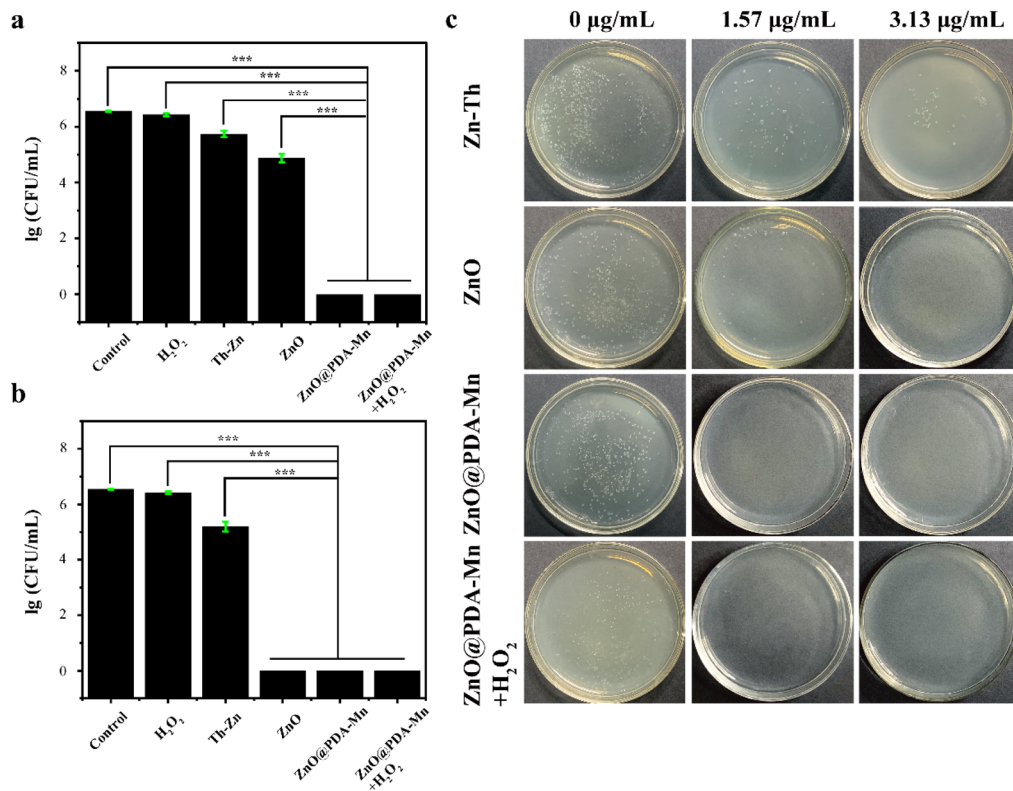 a
8
6
4
2
0
lg (CFU/mL)
***
***
***
***
Control
H₂O₂
Th-Zn
ZnO
ZnO@PDA-Mn
ZnO@PDA-Mn
+H₂O₂
b
8
6
4
2
0
lg (CFU/mL)
***
***
***
Control
H₂O₂
Th-Zn
ZnO
ZnO@PDA-Mn
ZnO@PDA-Mn
+H₂O₂
c
0 μg/mL
1.57 μg/mL
3.13 μg/mL
Zn-Th
ZnO
ZnO@PDA-Mn
ZnO@PDA-Mn
+H₂O₂